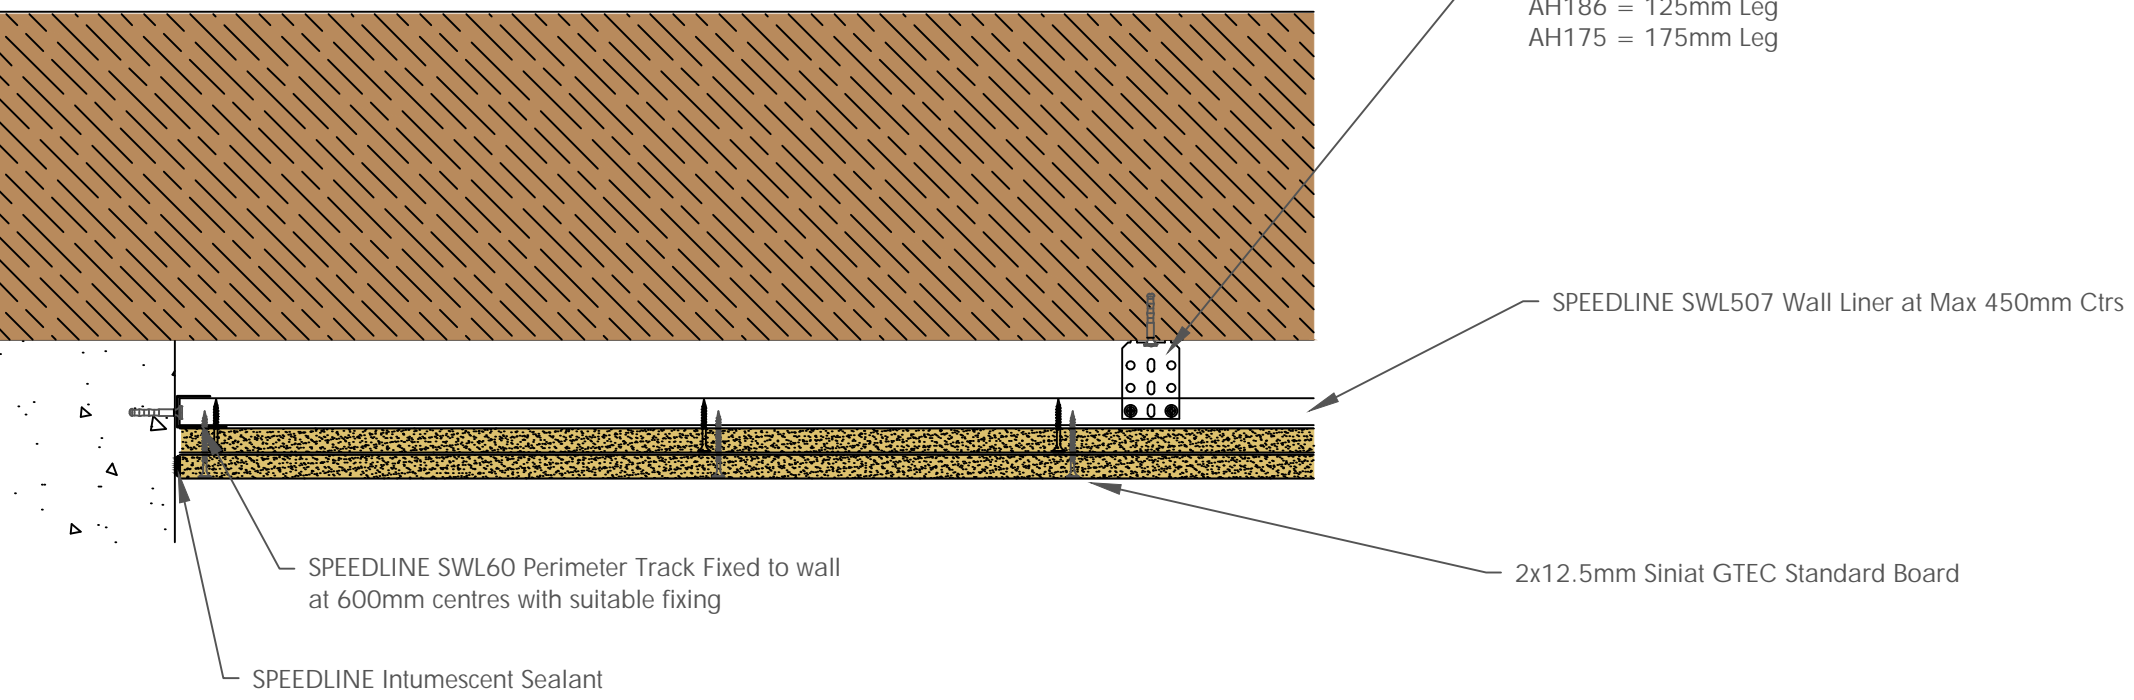 AH186 = 125mm Leg
AH175 = 175mm Leg
SPEEDLINE SWL507 Wall Liner at Max 450mm Ctrs
2x12.5mm Siniat GTEC Standard Board
SPEEDLINE SWL60 Perimeter Track Fixed to wall
at 600mm centres with suitable fixing
SPEEDLINE Intumescent Sealant